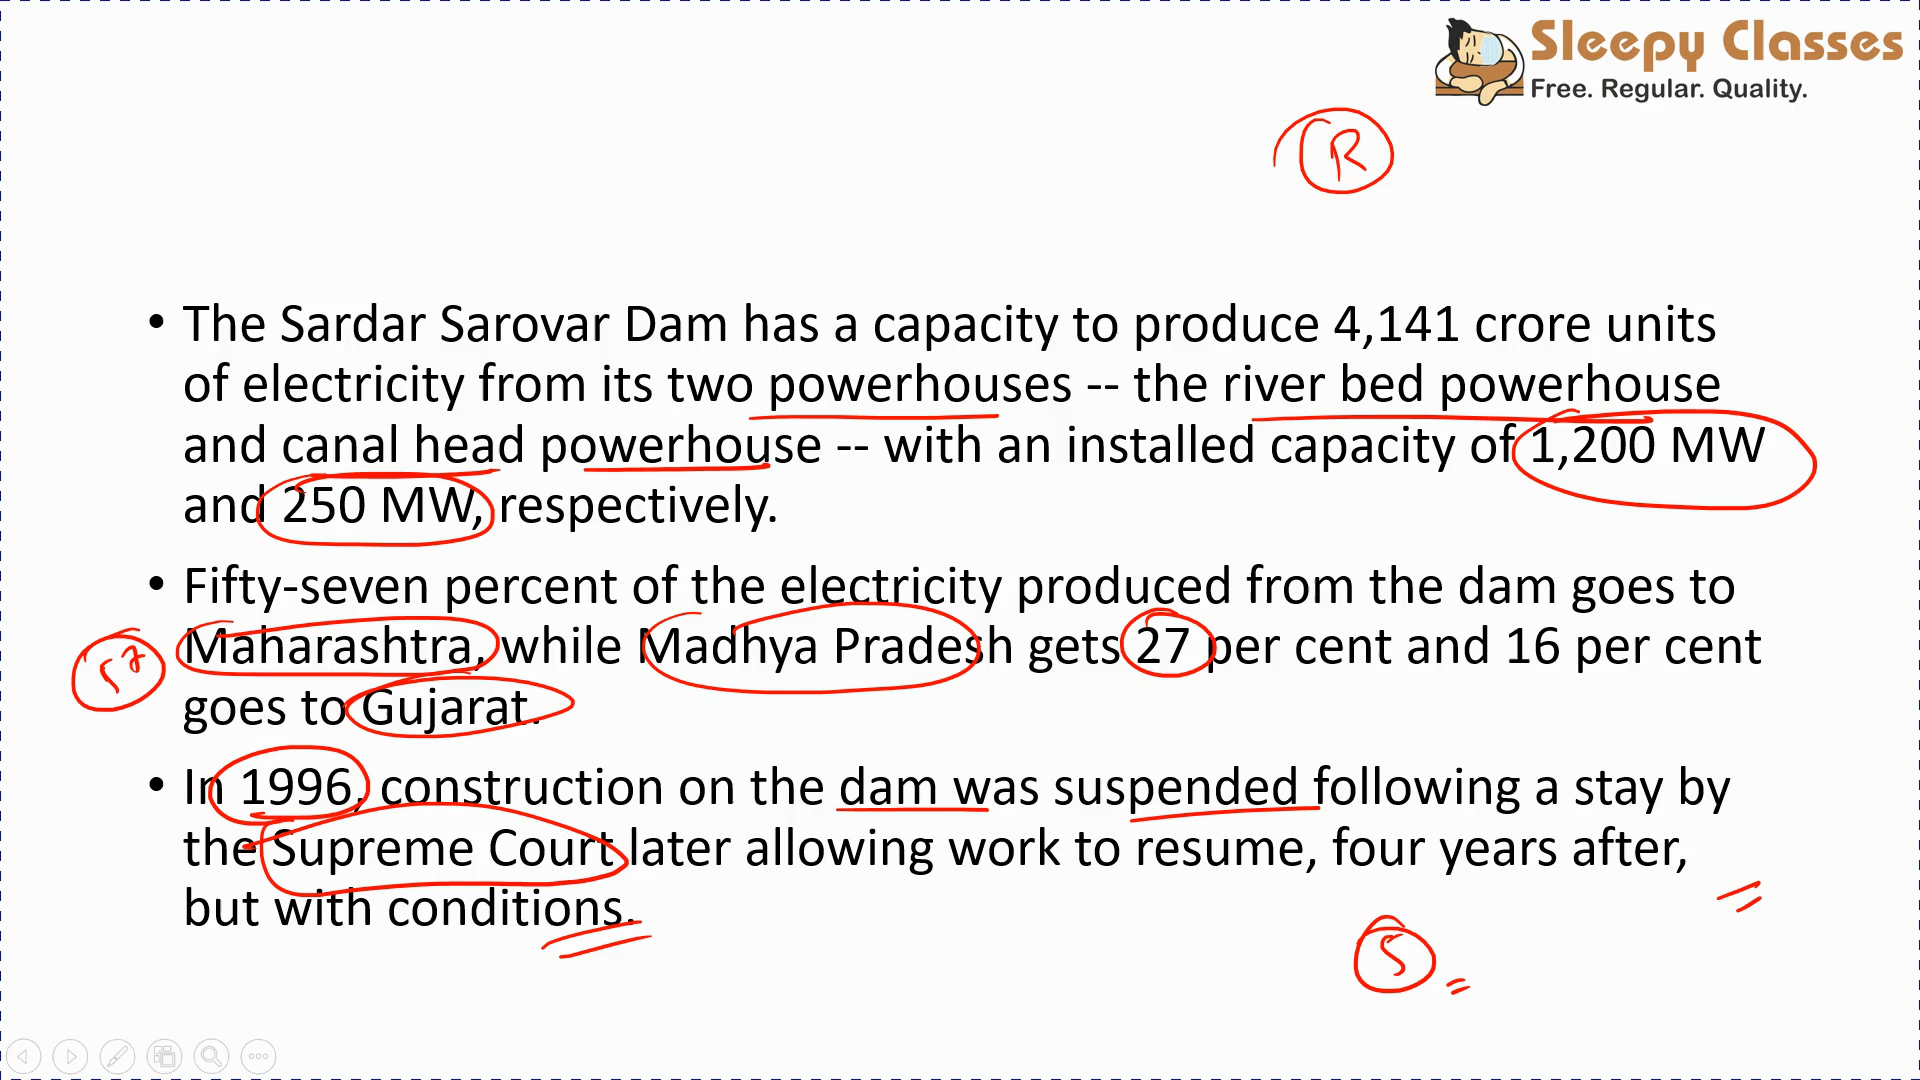 Sleepy Classes
Free. Regular. Quality.
R
• The Sardar Sarovar Dam has a capacity to produce 4,141 crore units
of electricity from its two powerhouses -- the river bed powerhouse
and canal head powerhouse -- with an installed capacity of 1,200 MW
and 250 MW, respectively.
• Fifty-seven percent of the electricity produced from the dam goes to
Maharashtra, while Madhya Pradesh gets 27 per cent and 16 per cent
57
goes to Gujarat.
• In 1996, construction on the dam was suspended following a stay by
the Supreme Court later allowing work to resume, four years after,
but with conditions.